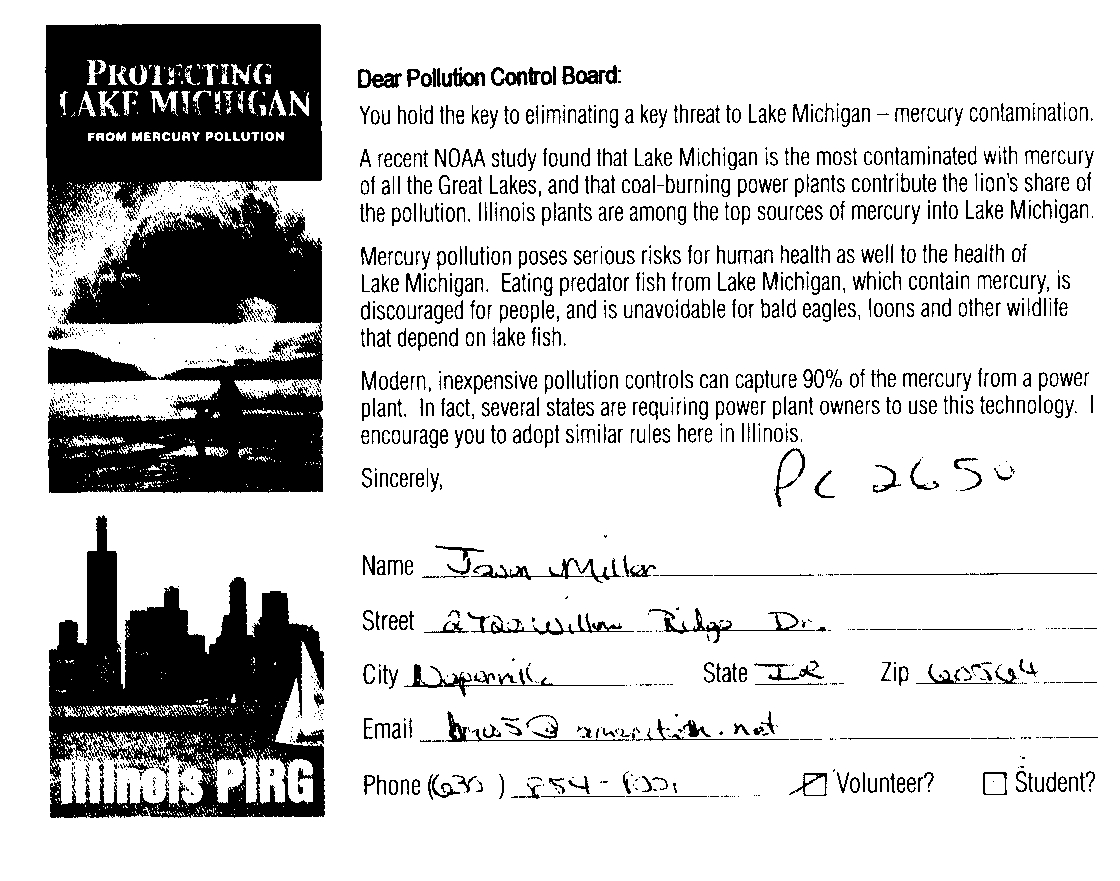 PROTECTING
LAKE MICHIGAN
FROM MERCURY POLLUTION
Dear Pollution Control Board:
You hold the key to eliminating a key threat to Lake Michigan – mercury contamination.
A recent NOAA study found that Lake Michigan is the most contaminated with mercury
of all the Great Lakes, and that coal-burning power plants contribute the lion's share of
the pollution. Illinois plants are among the top sources of mercury into Lake Michigan.
Mercury pollution poses serious risks for human health as well to the health of
Lake Michigan. Eating predator fish from Lake Michigan, which contain mercury, is
discouraged for people, and is unavoidable for bald eagles, loons and other wildlife
that depend on lake fish.
Modern, inexpensive pollution controls can capture 90% of the mercury from a power
plant. In fact, several states are requiring power plant owners to use this technology. I
encourage you to adopt similar rules here in Illinois.
Sincerely,
PC 2650
Name Jason Miller
Street Willow Ridge Dr.
City Naperville State IL Zip 60564
Email
Phone (630) 854-
Volunteer? Student?
Illinois PIRG